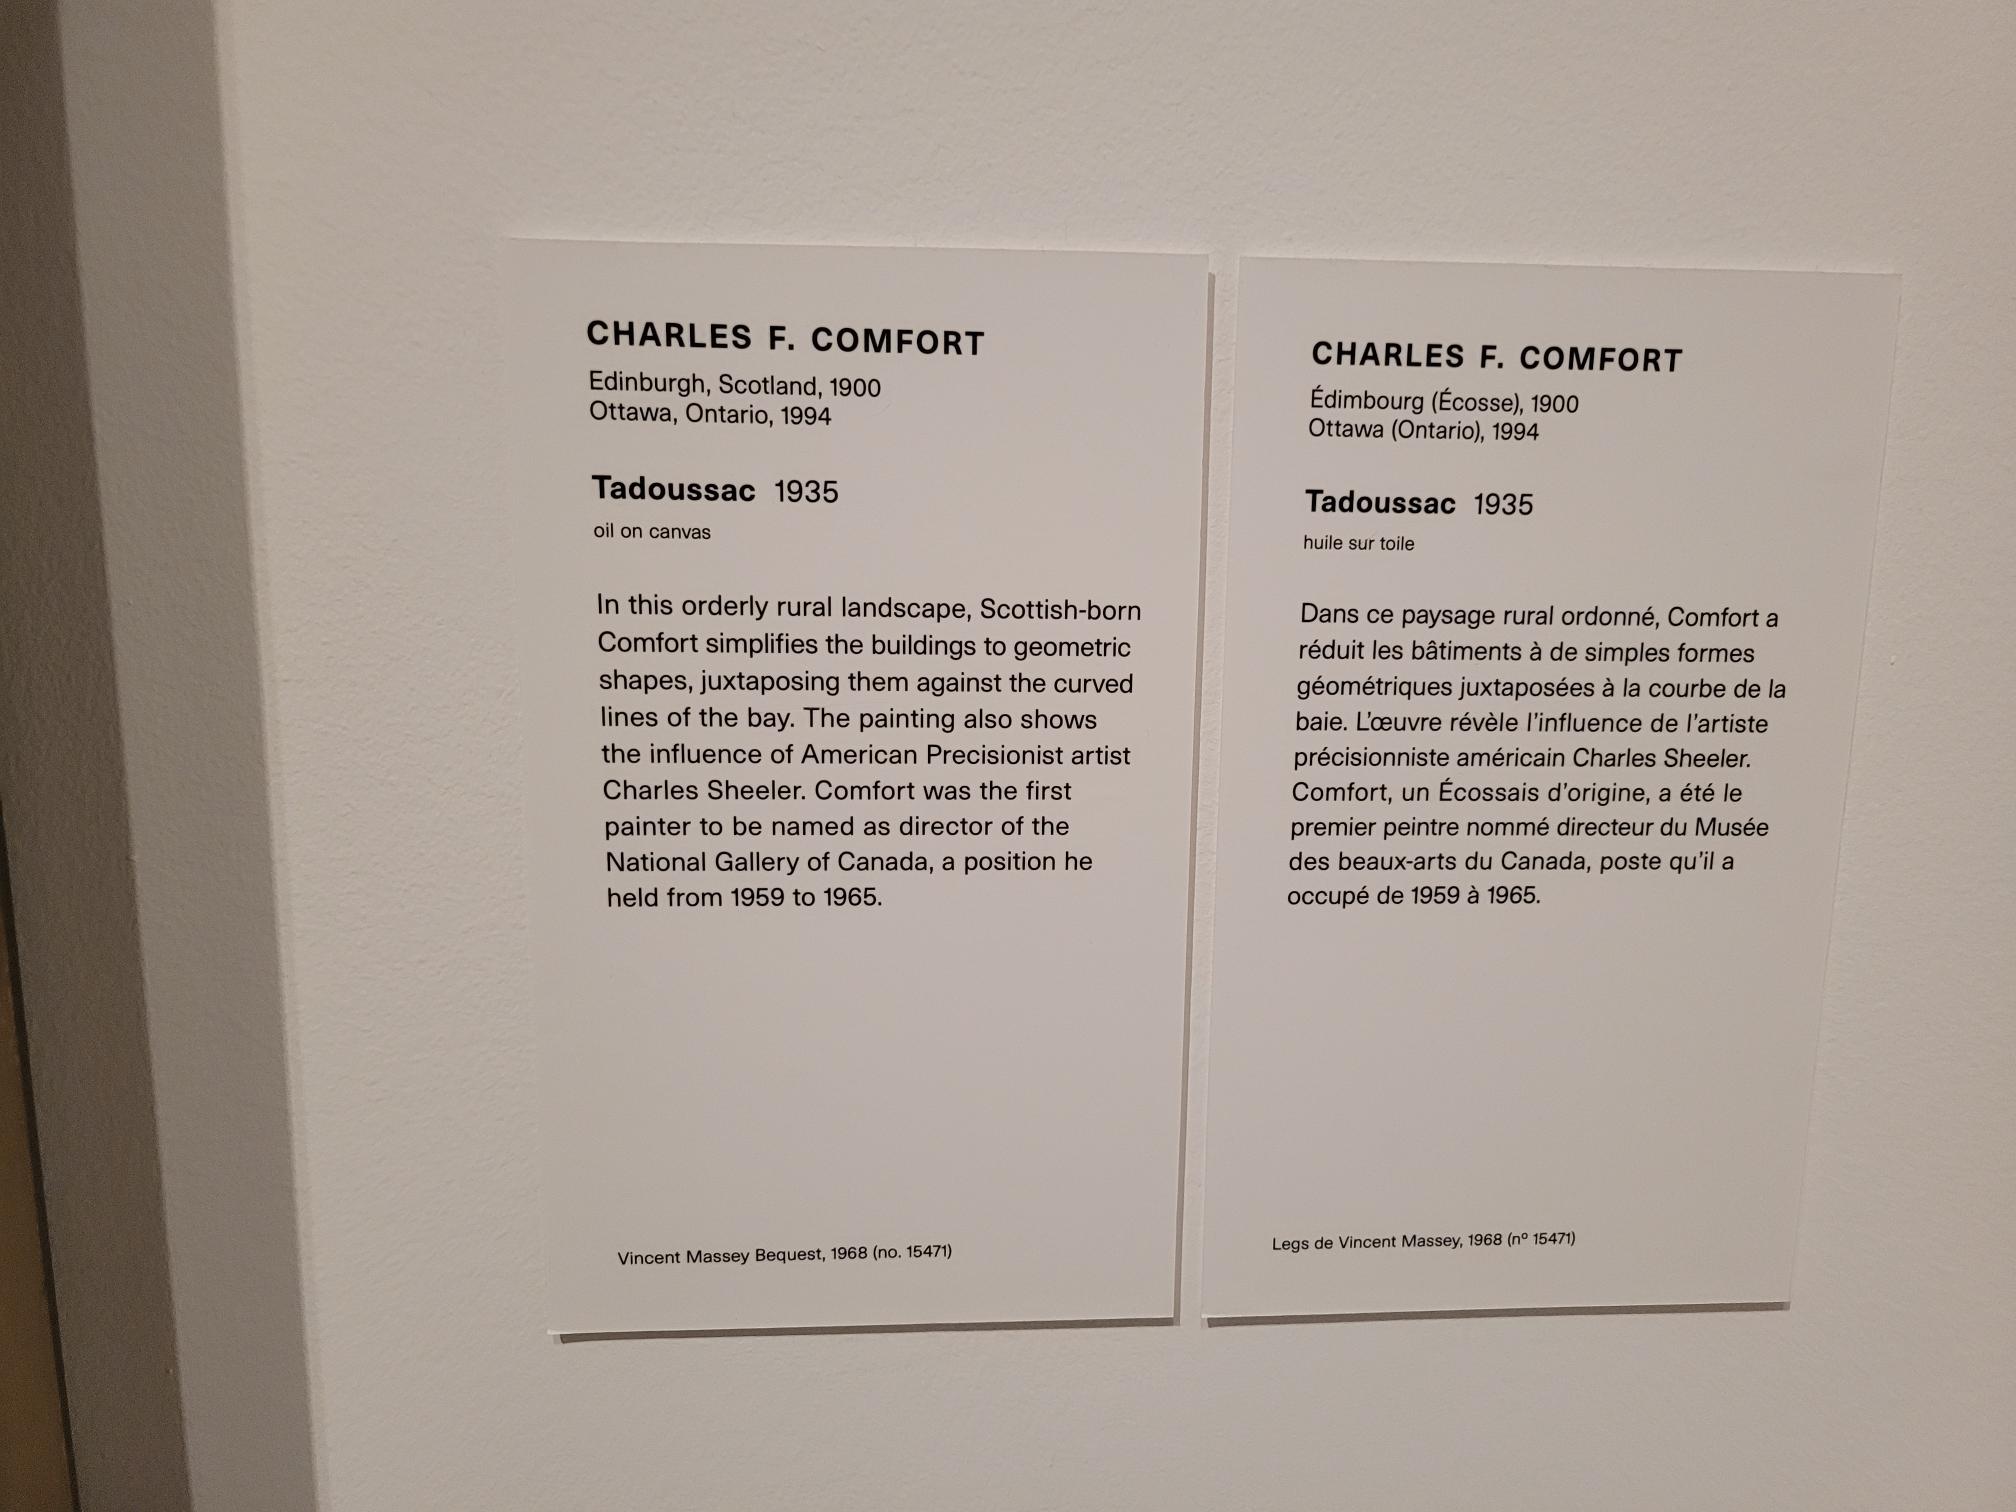 CHARLES F. COMFORT
Edinburgh, Scotland, 1900
Ottawa, Ontario, 1994
Tadoussac 1935
oil on canvas
In this orderly rural landscape, Scottish-born
Comfort simplifies the buildings to geometric
shapes, juxtaposing them against the curved
lines of the bay. The painting also shows
the influence of American Precisionist artist
Charles Sheeler. Comfort was the first
painter to be named as director of the
National Gallery of Canada, a position he
held from 1959 to 1965.
Vincent Massey Bequest, 1968 (no. 15471)
CHARLES F. COMFORT
Édimbourg (Écosse), 1900
Ottawa (Ontario), 1994
Tadoussac 1935
huile sur toile
Dans ce paysage rural ordonné, Comfort a
réduit les bâtiments à de simples formes
géométriques juxtaposées à la courbe de la
baie. L'œuvre révèle l'influence de l'artiste
précisionniste américain Charles Sheeler.
Comfort, un Écossais d'origine, a été le
premier peintre nommé directeur du Musée
des beaux-arts du Canada, poste qu'il a
occupé de 1959 à 1965.
Legs de Vincent Massey, 1968 (nº 15471)